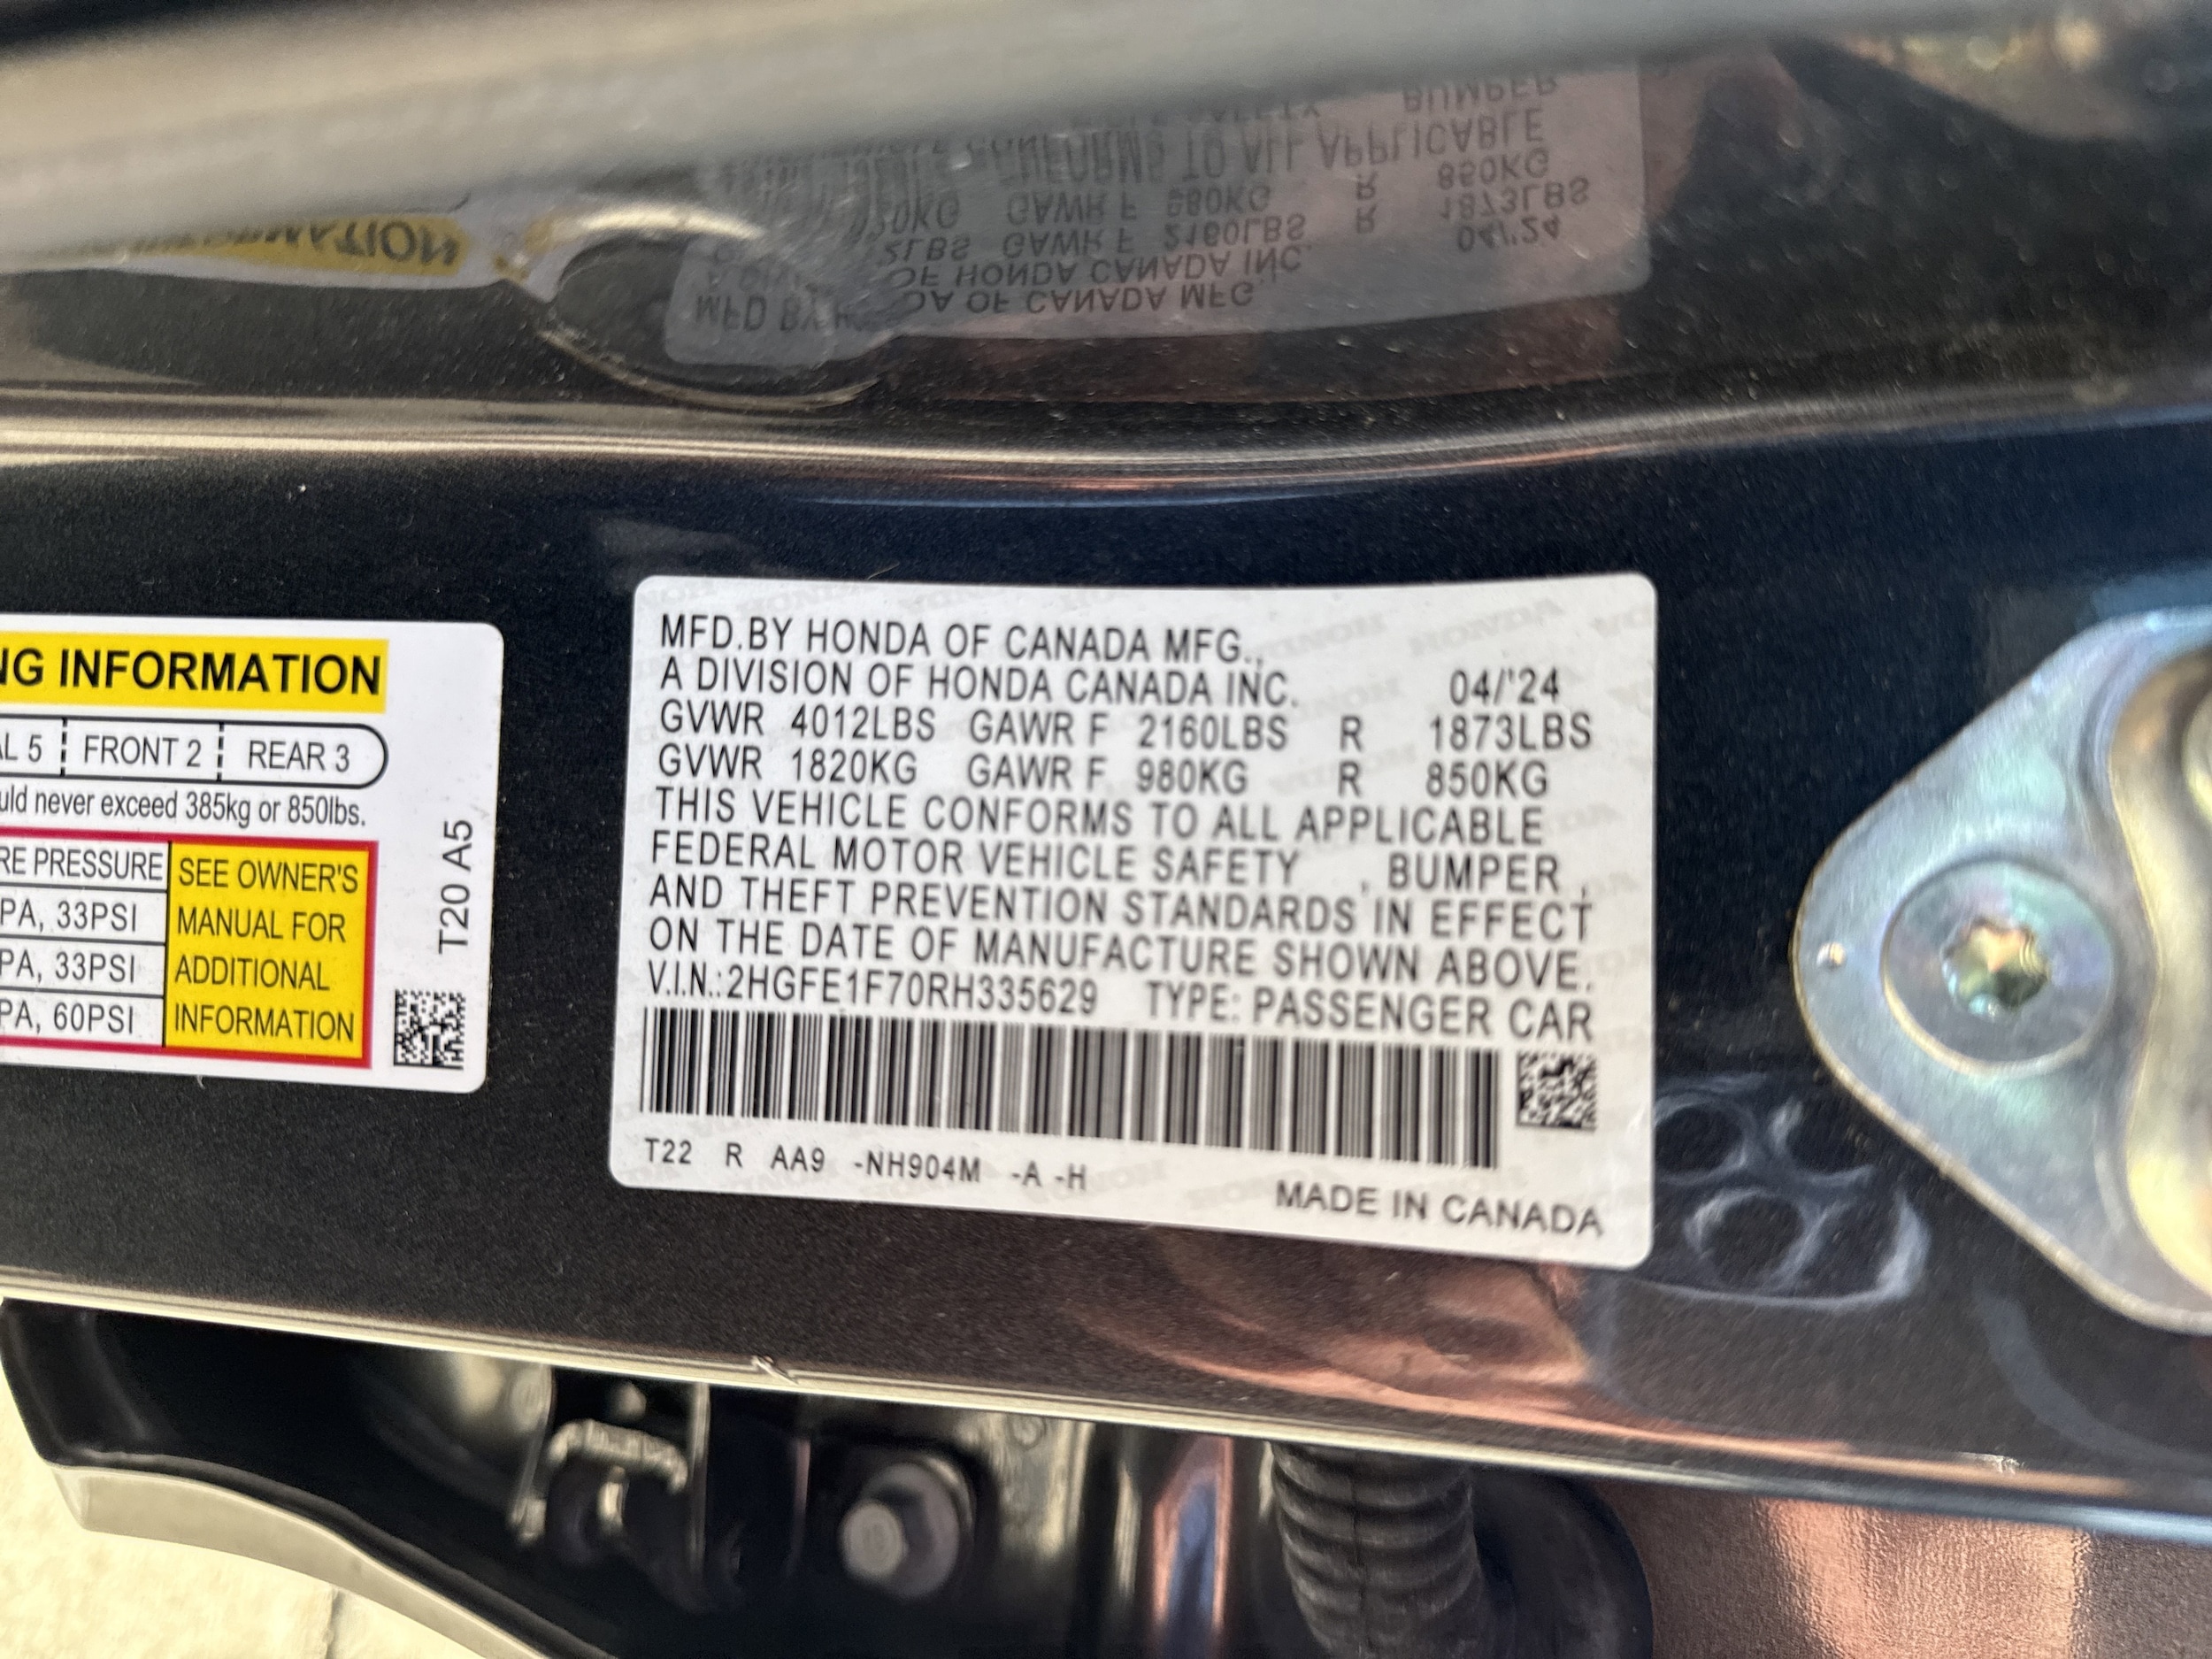 NG INFORMATION
AL 5 FRONT 2 REAR 3
uld never exceed 385kg or 850lbs.
RE PRESSURE
PA, 33PSI
PA, 33PSI
PA, 60PSI
SEE OWNER'S
MANUAL FOR
ADDITIONAL
INFORMATION
T20 A5
MFD.BY HONDA OF CANADA MFG.,
A DIVISION OF HONDA CANADA INC. 04/'24
GVWR 4012LBS GAWR F 2160LBS R 1873LBS
GVWR 1820KG GAWR F 980KG R 850KG
THIS VEHICLE CONFORMS TO ALL APPLICABLE
FEDERAL MOTOR VEHICLE SAFETY , BUMPER ,
AND THEFT PREVENTION STANDARDS IN EFFECT
ON THE DATE OF MANUFACTURE SHOWN ABOVE.
V.I.N.:2HGFE1F70RH335629 TYPE: PASSENGER CAR
T22 R AA9 -NH904M -A -H
MADE IN CANADA